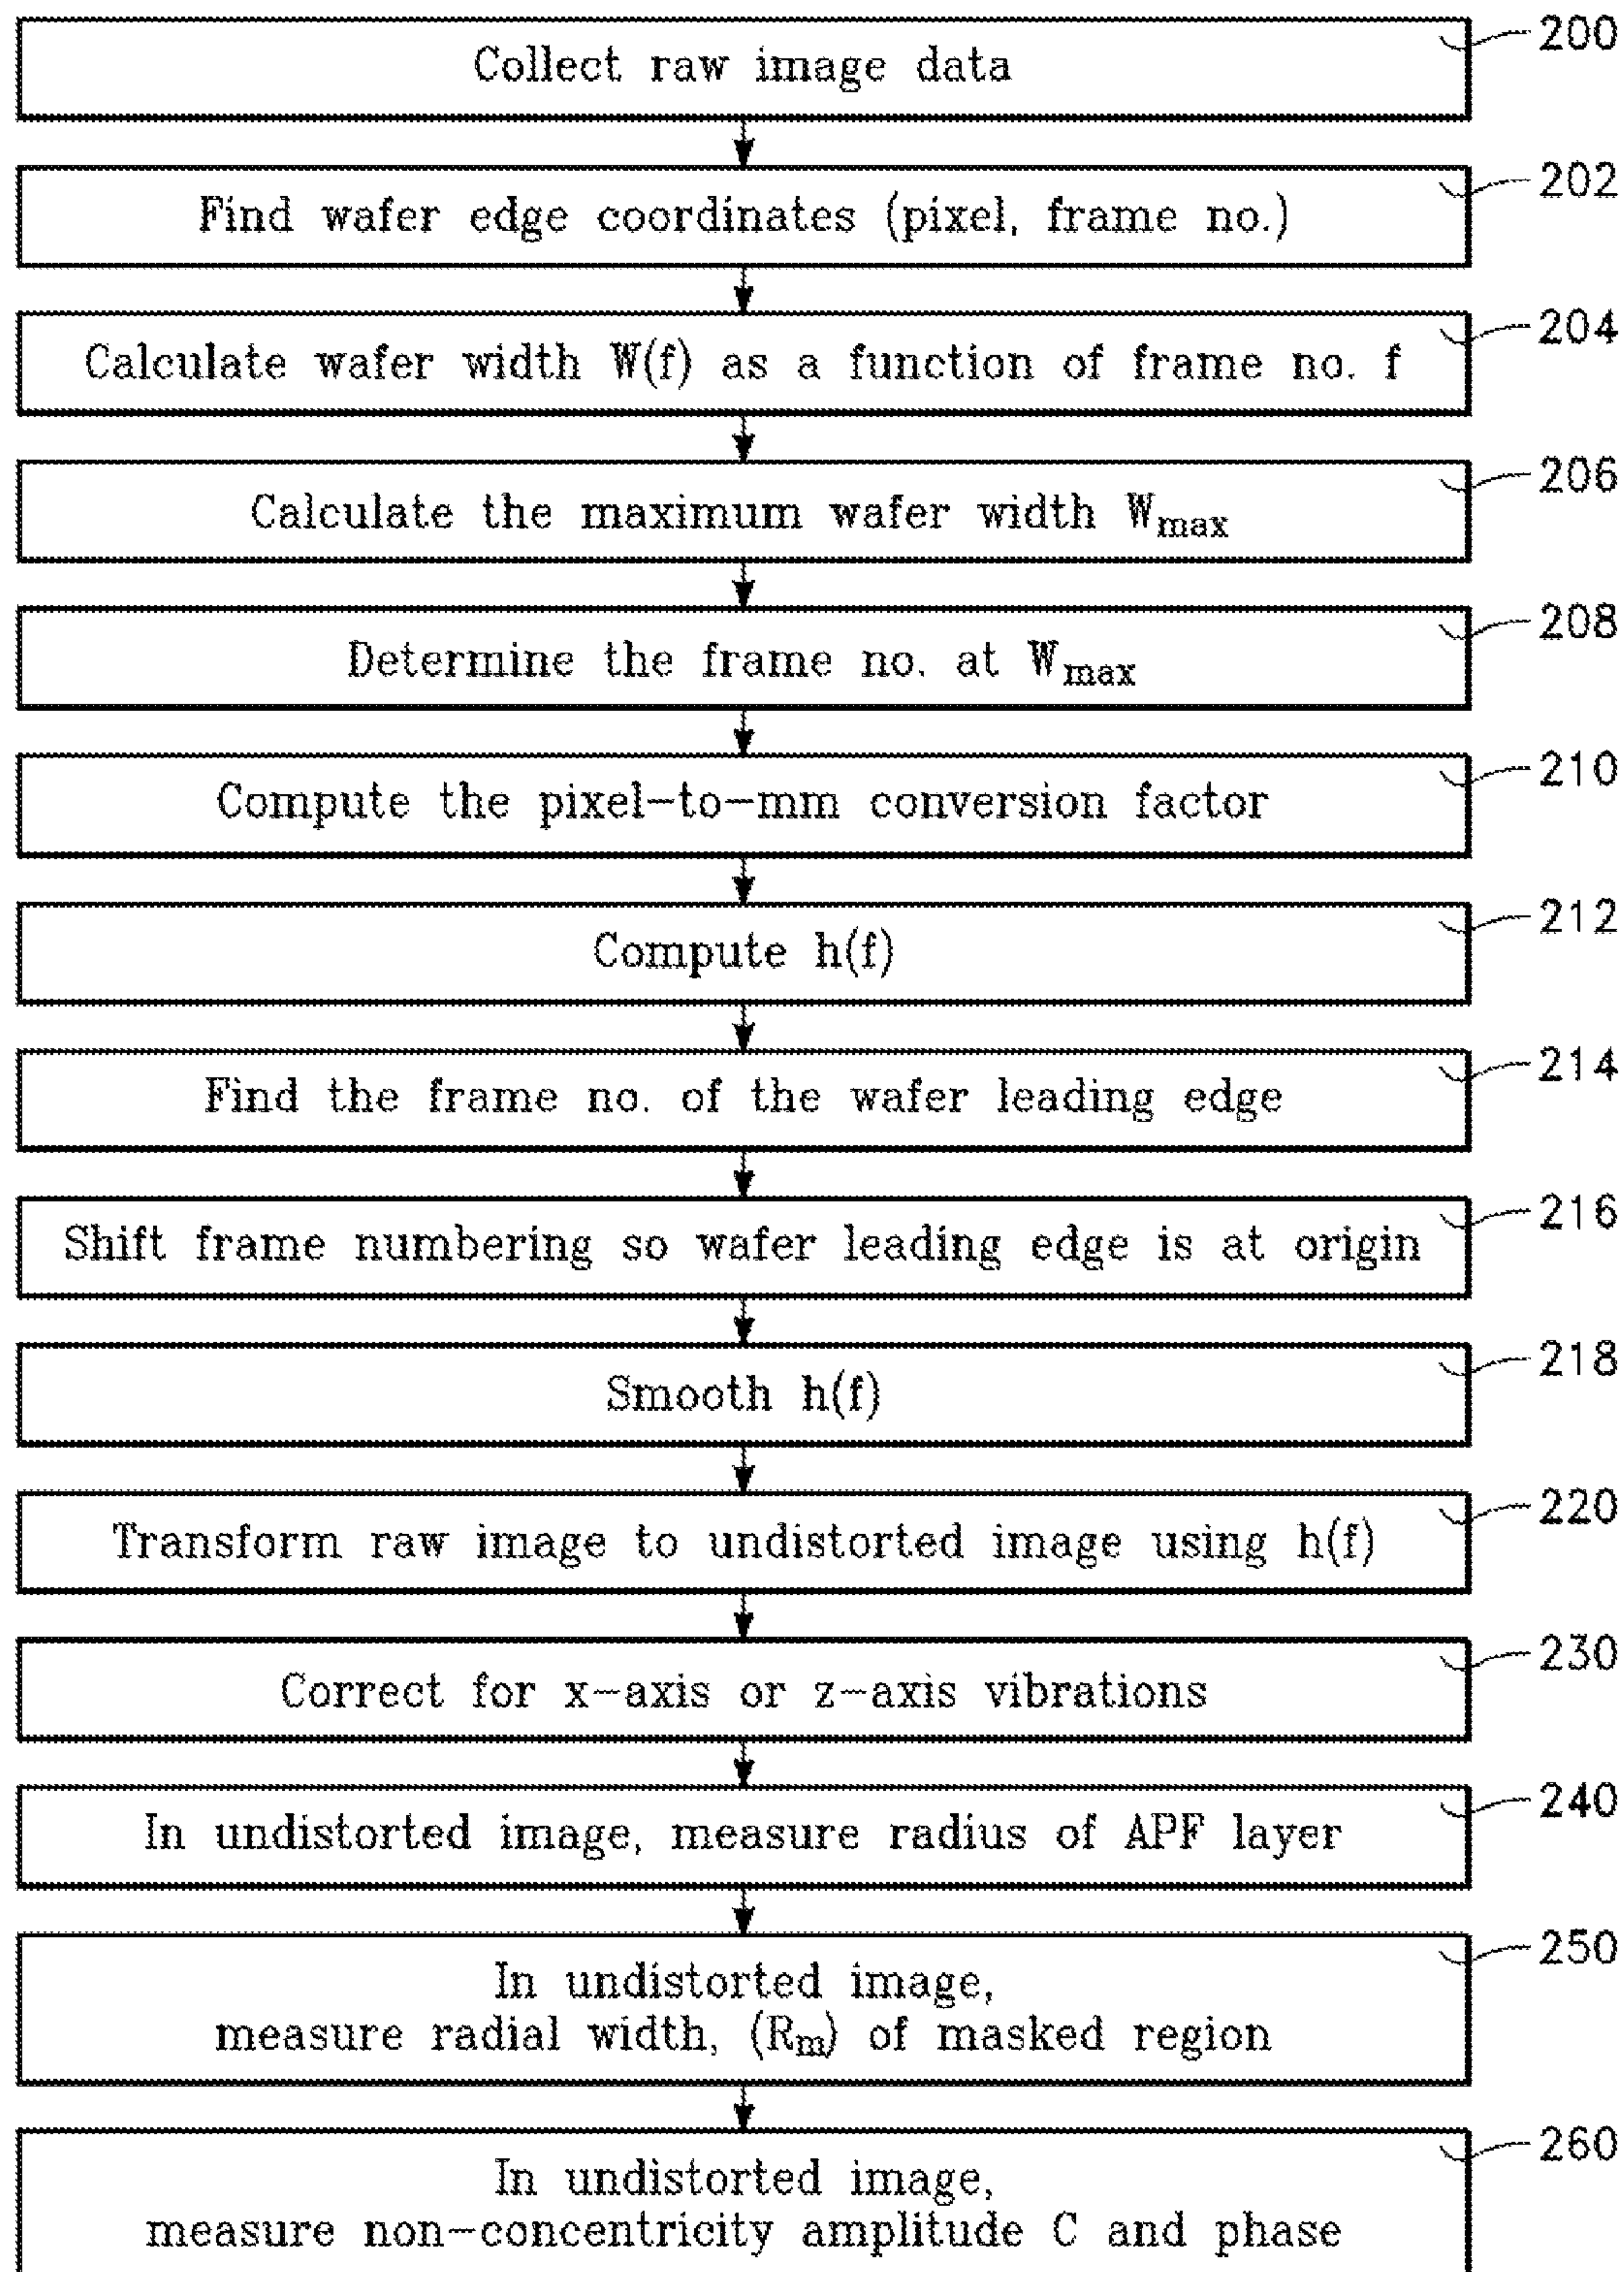 Collect raw image data
200
Find wafer edge coordinates (pixel, frame no.)
202
Calculate wafer width W(f) as a function of frame no. f
204
Calculate the maximum wafer width Wmax
206
Determine the frame no. at Wmax
208
Compute the pixel-to-mm conversion factor
210
Compute h(f)
212
Find the frame no. of the wafer leading edge
214
Shift frame numbering so wafer leading edge is at origin
216
Smooth h(f)
218
Transform raw image to undistorted image using h(f)
220
Correct for x-axis or z-axis vibrations
230
In undistorted image, measure radius of APF layer
240
In undistorted image,
measure radial width, (Rm) of masked region
250
In undistorted image,
measure non-concentricity amplitude C and phase
260